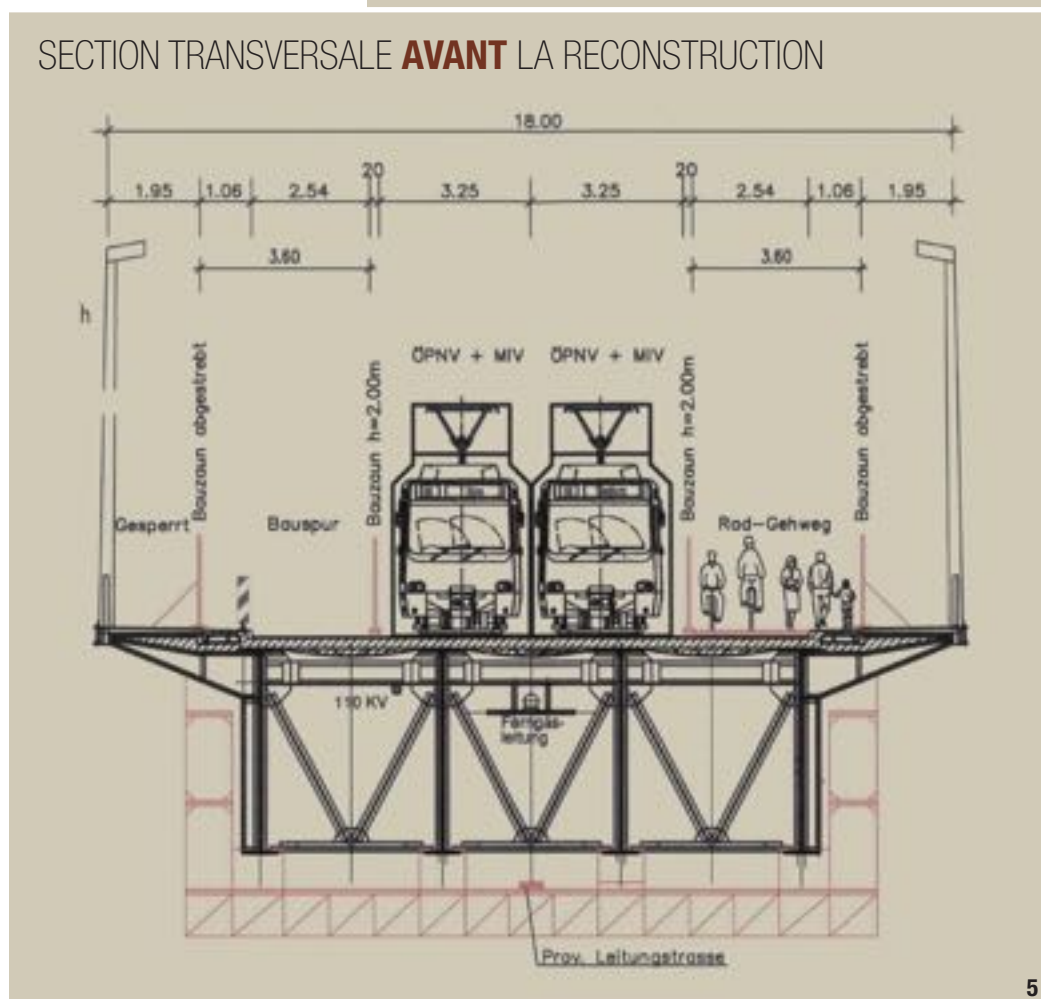 SECTION TRANSVERSALE AVANT LA RECONSTRUCTION
18.00
20 20
1.95 1.06 2.54 3.25 3.25 2.54 1.06 1.95
3.60 3.60
h
ÖPNV + MIV ÖPNV + MIV
Bauzaun abgestrebt
Bauzaun h=2.00m
Bauzaun h=2.00m
Bauzaun abgestrebt
Gesperrt Bauspur Rad-Gehweg
110 KV
Ferngas-
leitung
Prov. Leitungstrasse
5